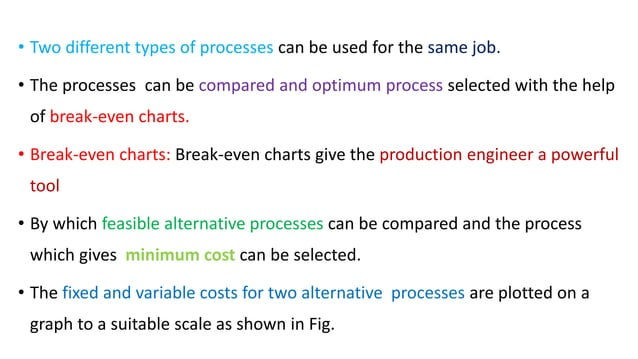 • Two different types of processes can be used for the same job.
• The processes  can be compared and optimum process selected with the help
of break-even charts.
• Break-even charts: Break-even charts give the production engineer a powerful
tool
• By which feasible alternative processes can be compared and the process
which gives  minimum cost can be selected.
• The fixed and variable costs for two alternative  processes are plotted on a
graph to a suitable scale as shown in Fig.